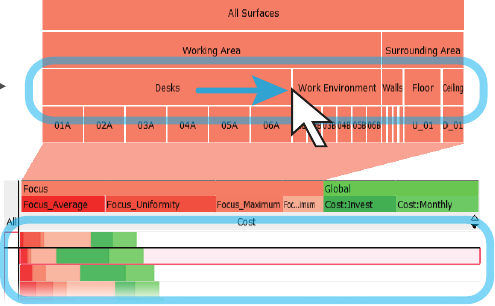 All Surfaces
Working Area Surrounding Area
Desks Work Environment Walls Floor Ceiling
01A 02A 03A 04A 05A 06A 03B 04B 05B 06B U_01 D_01
Focus Global
Focus_Average Focus_Uniformity Focus_Maximum Foc..imum Cost:Invest Cost:Monthly
All Cost